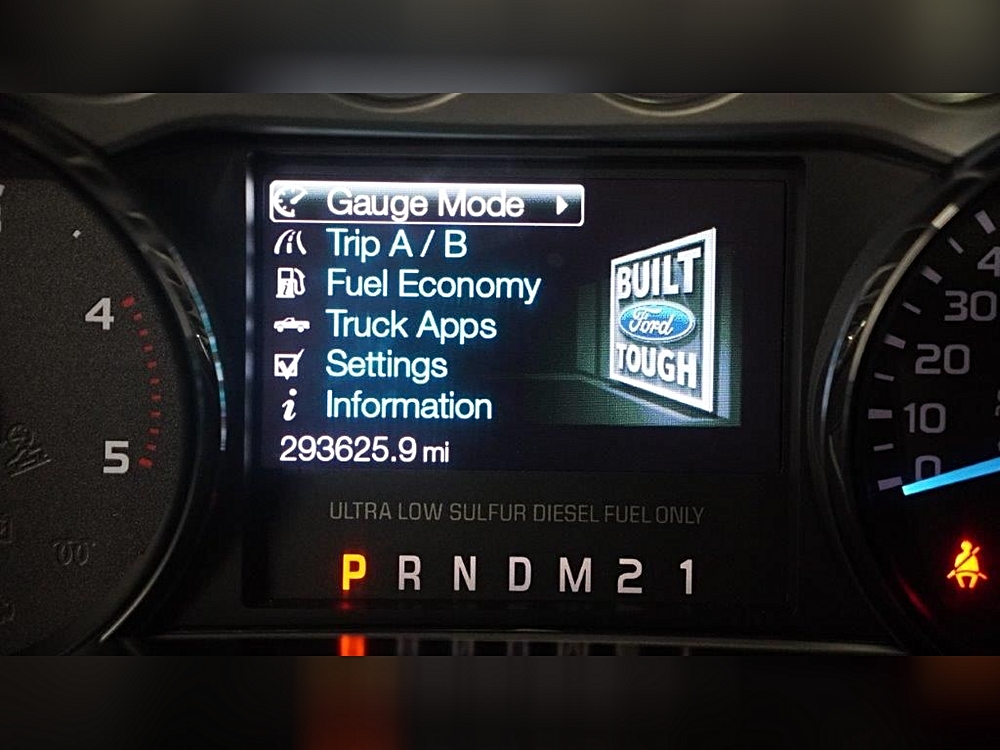 Gauge Mode
Trip A / B
Fuel Economy
Truck Apps
Settings
Information
293625.9 mi
BUILT
Ford
TOUGH
ULTRA LOW SULFUR DIESEL FUEL ONLY
P R N D M 2 1
4
5
4
30
20
10
0